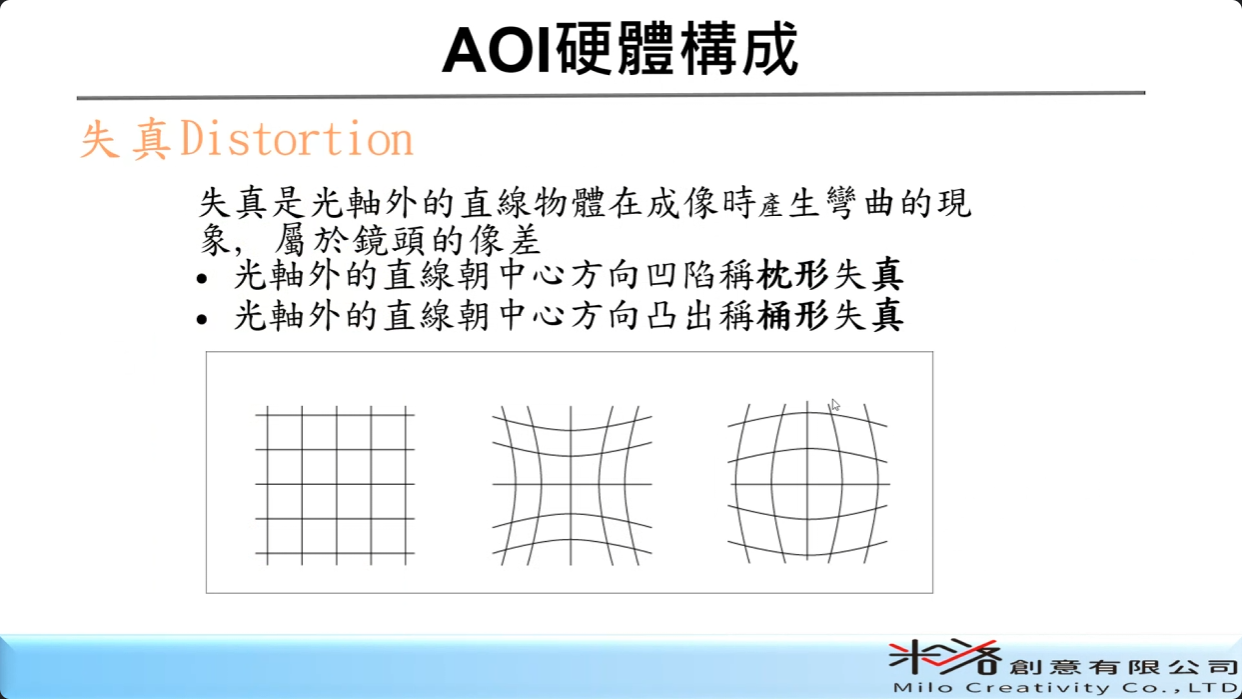 AOI硬體構成
失真Distortion
失真是光軸外的直線物體在成像時產生彎曲的現
象, 屬於鏡頭的像差
• 光軸外的直線朝中心方向凹陷稱枕形失真
• 光軸外的直線朝中心方向凸出稱桶形失真
米洛創意有限公司
Milo Creativity Co.,LTD